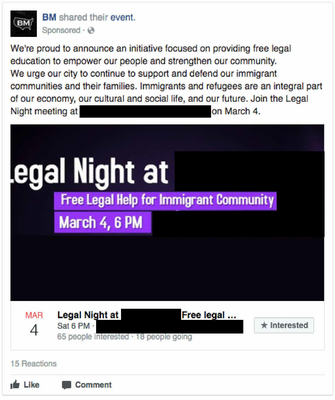 BM
BM shared their event.
Sponsored ·
We're proud to announce an initiative focused on providing free legal
education to empower our people and strengthen our community.
We urge our city to continue to support and defend our immigrant
communities and their families. Immigrants and refugees are an integral part
of our economy, our cultural and social life, and our future. Join the Legal
Night meeting at on March 4.
Legal Night at
Free Legal Help for Immigrant Community
March 4, 6 PM
MAR
4
Legal Night at Free legal ...
Sat 6 PM ·
65 people interested · 18 people going
★ Interested
15 Reactions
Like Comment